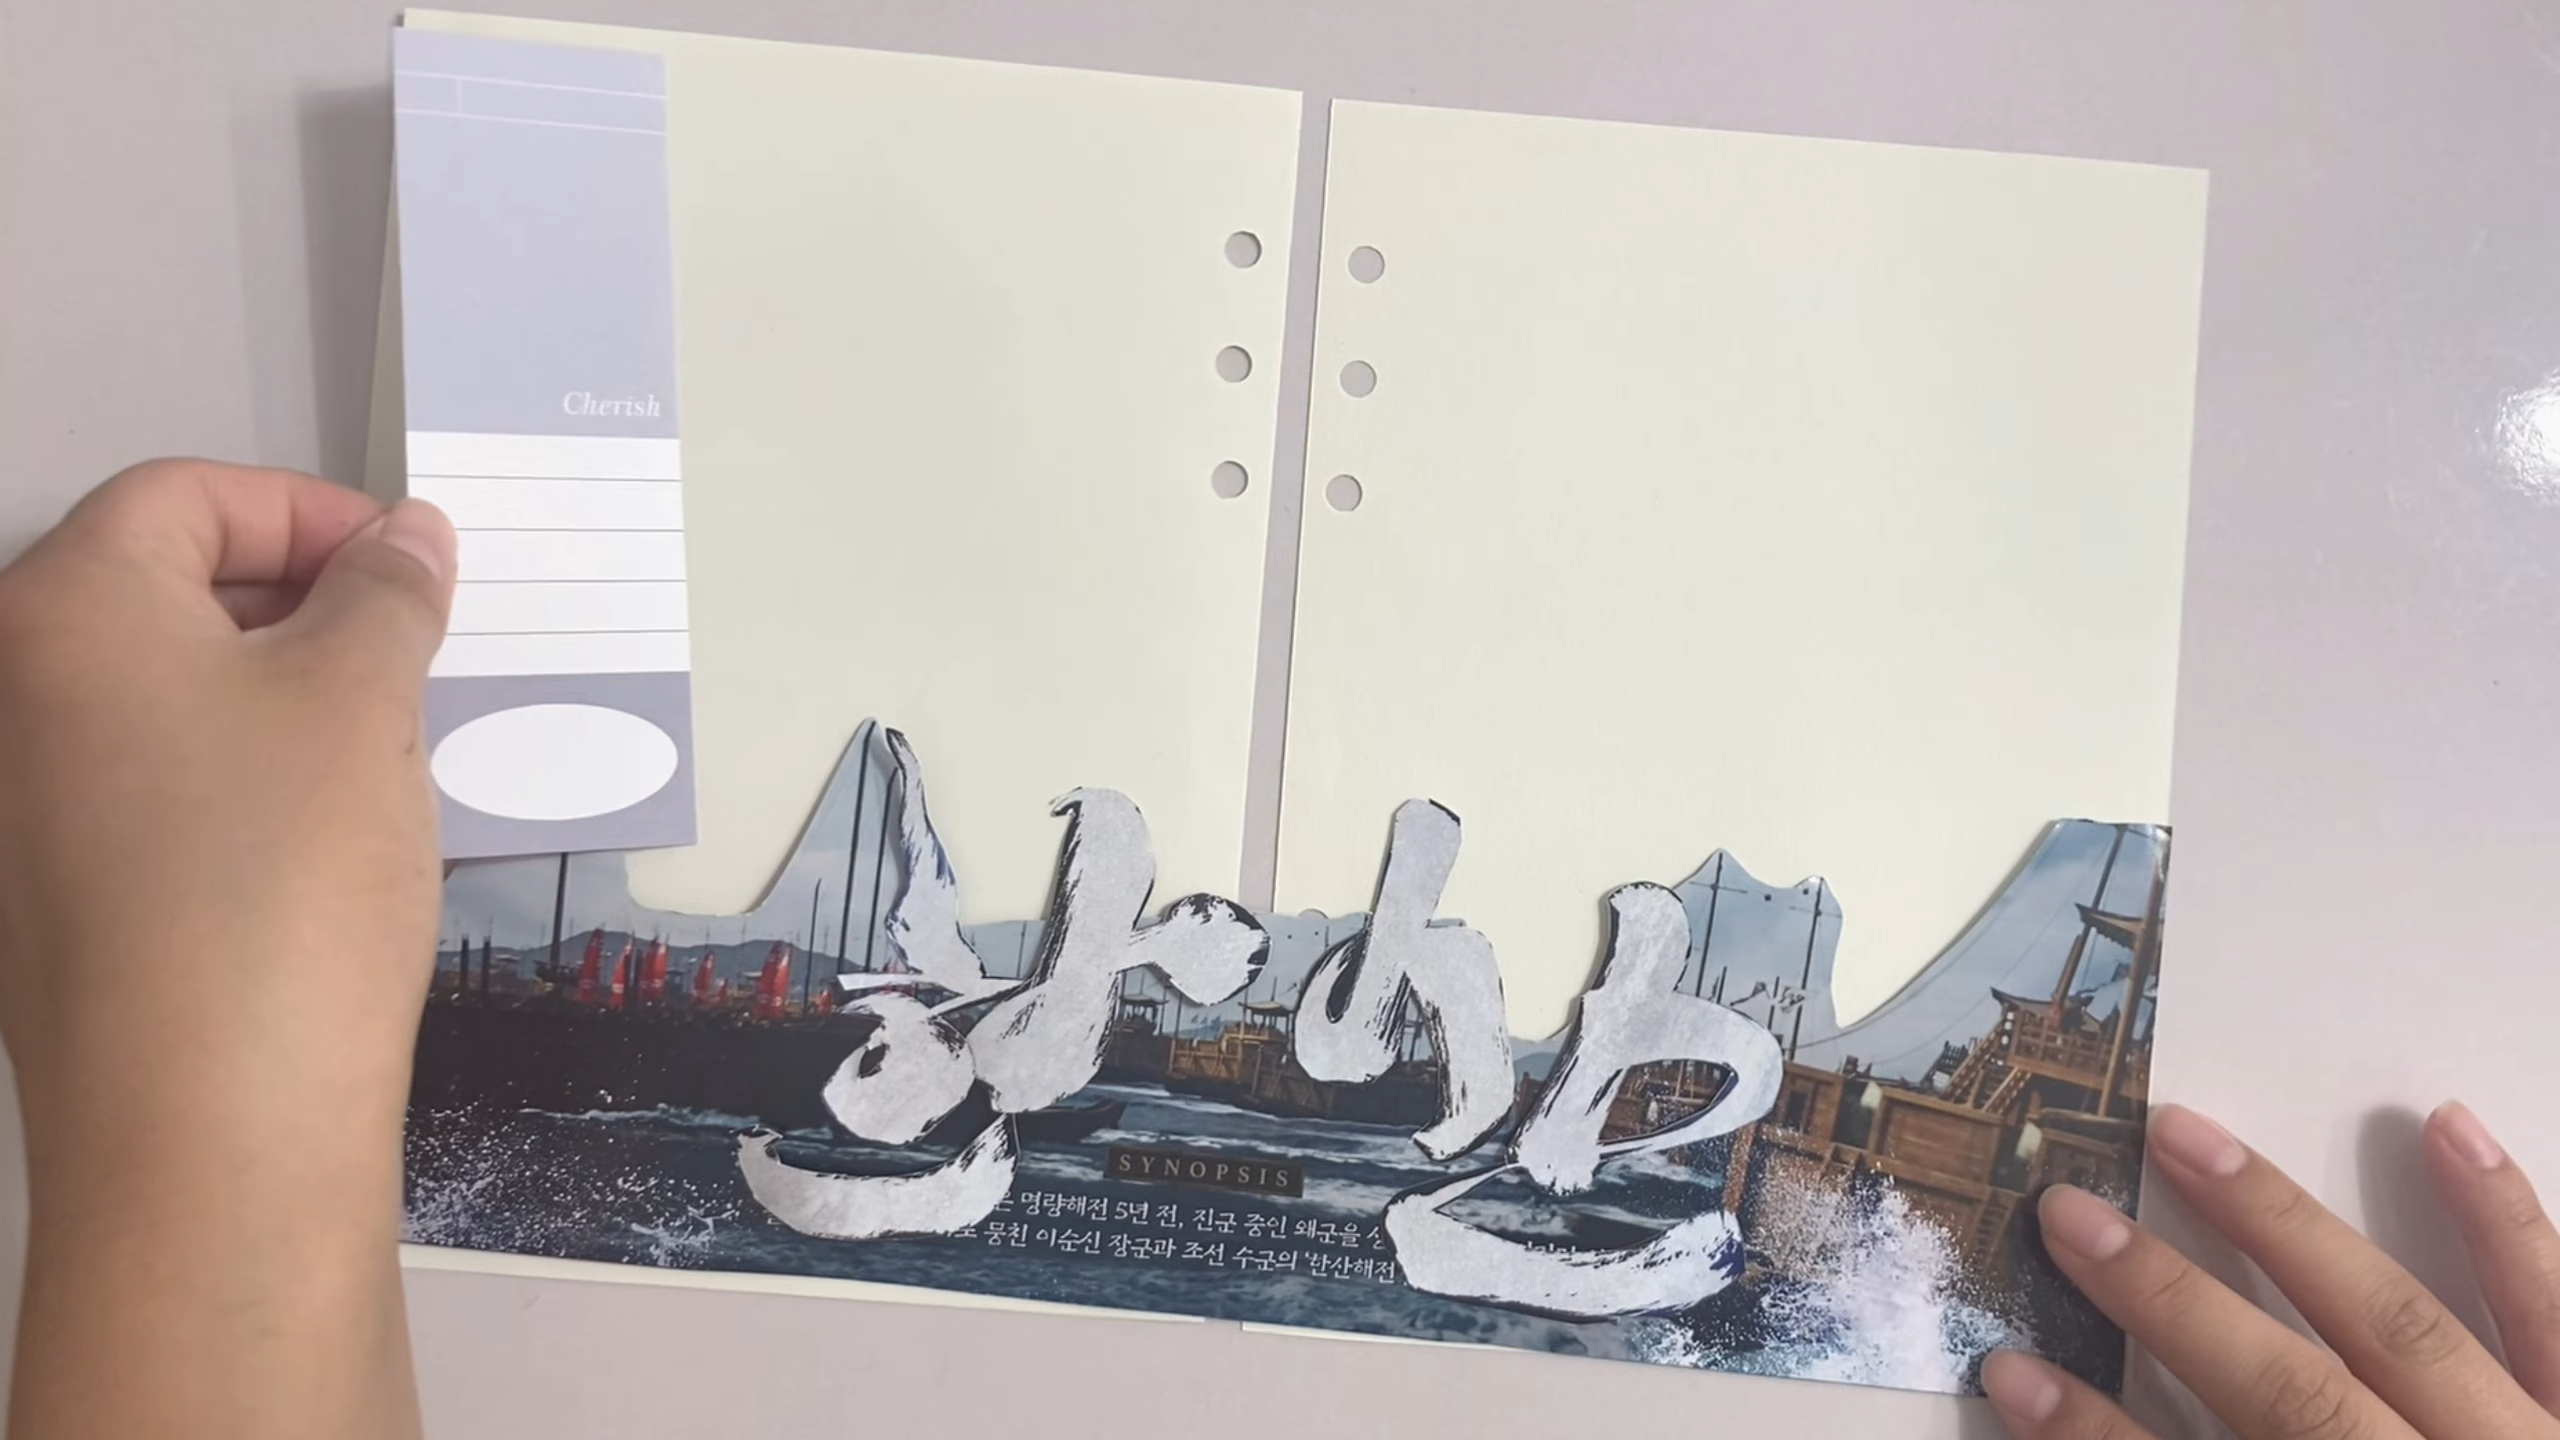 Cherish
한산
SYNOPSIS
은 명량해전 5년 전, 진군 중인 왜군을
뭉친 이순신 장군과 조선 수군의 '한산해전